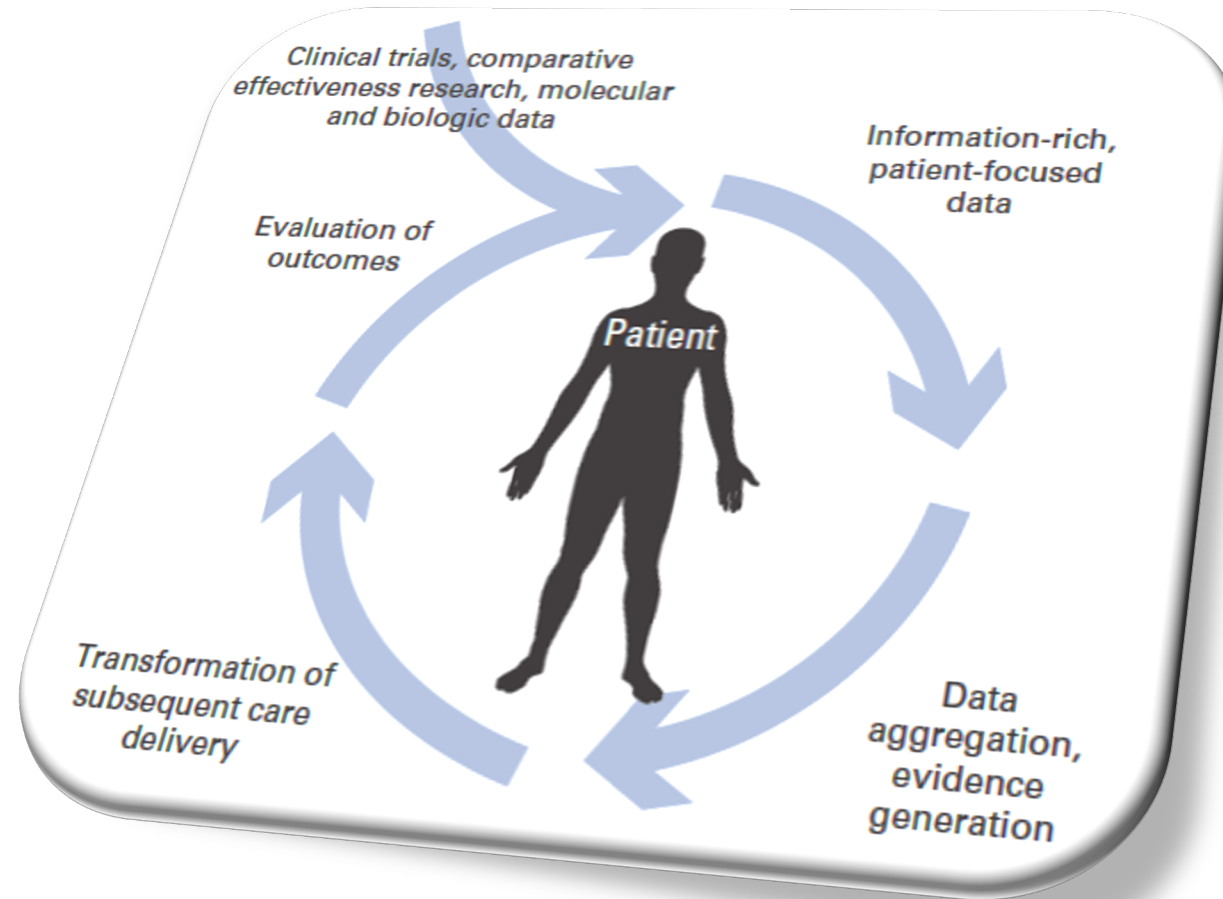 Clinical trials, comparative
effectiveness research, molecular
and biologic data
Information-rich,
patient-focused
data
Evaluation of
outcomes
Patient
Transformation of
subsequent care
delivery
Data
aggregation,
evidence
generation